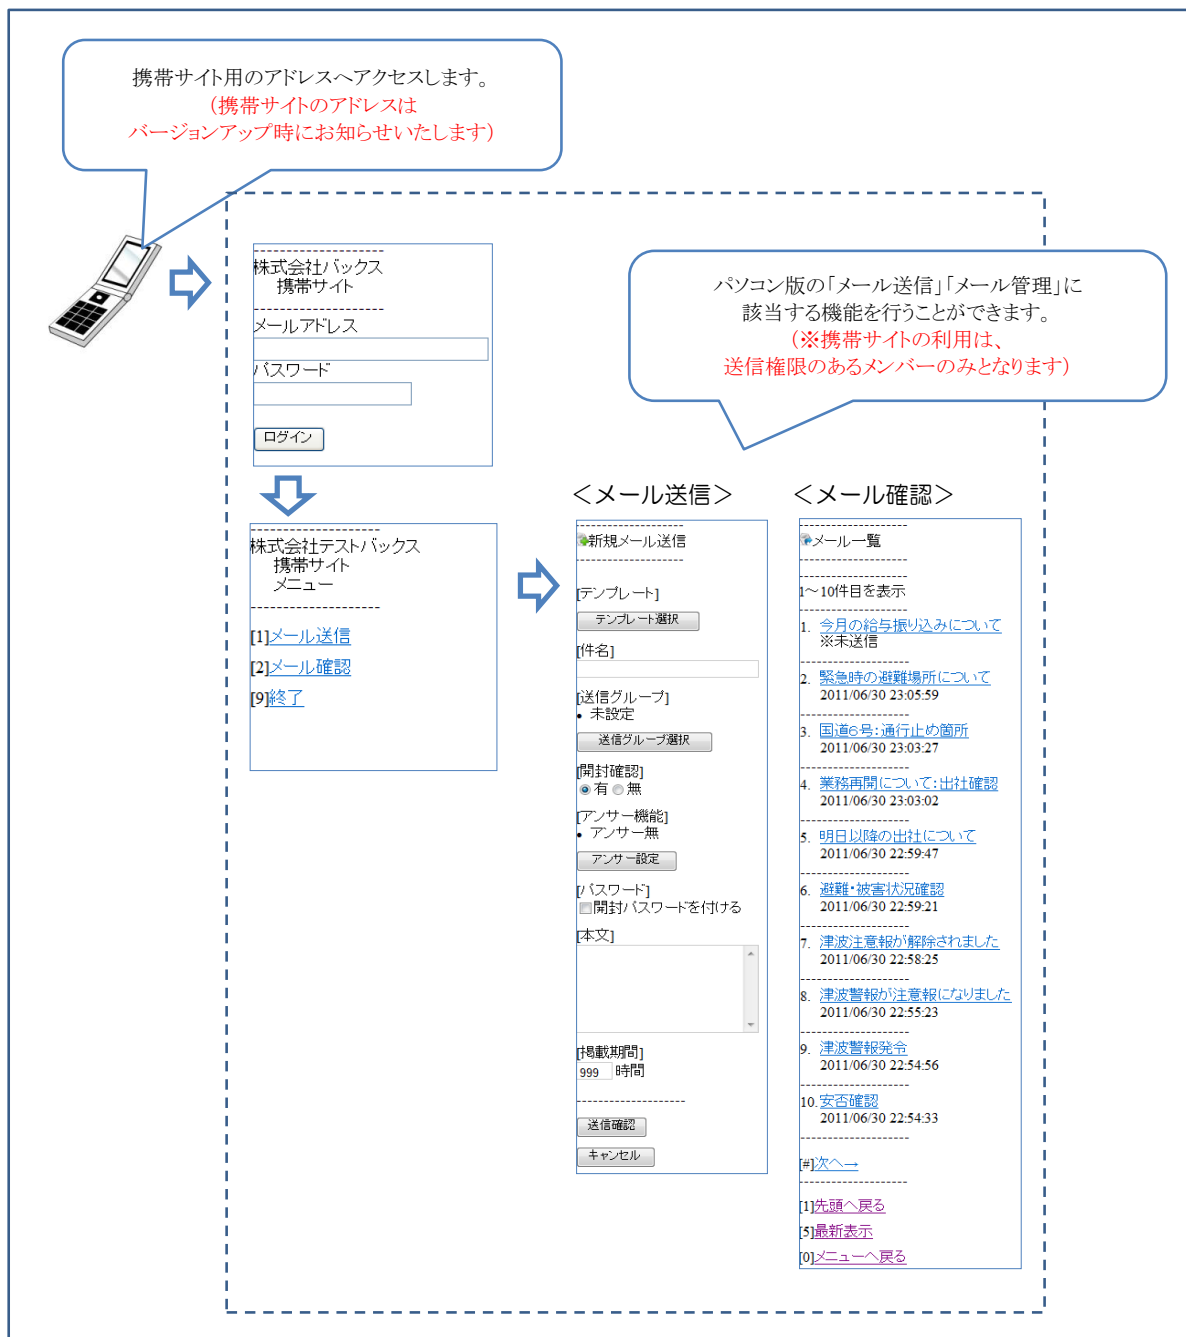 携帯サイト用のアドレスへアクセスします。
（携帯サイトのアドレスは
バージョンアップ時にお知らせいたします）
--------------------
株式会社バックス
携帯サイト
--------------------
メールアドレス
パスワード
ログイン
パソコン版の「メール送信」「メール管理」に
該当する機能を行うことができます。
（※携帯サイトの利用は、
送信権限のあるメンバーのみとなります）
--------------------
株式会社テストバックス
携帯サイト
メニュー
--------------------
[1]メール送信
[2]メール確認
[9]終了
＜メール送信＞
--------------------
新規メール送信
--------------------
[テンプレート]
テンプレート選択
[件名]
[送信グループ]
• 未設定
送信グループ選択
[開封確認]
有 無
[アンサー機能]
• アンサー無
アンサー設定
[パスワード]
開封パスワードを付ける
[本文]
[掲載期間]
999 時間
--------------------
送信確認
キャンセル
＜メール確認＞
--------------------
メール一覧
--------------------
--------------------
1～10件目を表示
--------------------
1. 今月の給与振り込みについて
※未送信
--------------------
2. 緊急時の避難場所について
2011/06/30 23:05:59
--------------------
3. 国道6号：通行止め箇所
2011/06/30 23:03:27
--------------------
4. 業務再開について：出社確認
2011/06/30 23:03:02
--------------------
5. 明日以降の出社について
2011/06/30 22:59:47
--------------------
6. 避難・被害状況確認
2011/06/30 22:59:21
--------------------
7. 津波注意報が解除されました
2011/06/30 22:58:25
--------------------
8. 津波警報が注意報になりました
2011/06/30 22:55:23
--------------------
9. 津波警報発令
2011/06/30 22:54:56
--------------------
10. 安否確認
2011/06/30 22:54:33
--------------------
[#]次へ→
--------------------
[1]先頭へ戻る
[5]最新表示
[0]メニューへ戻る